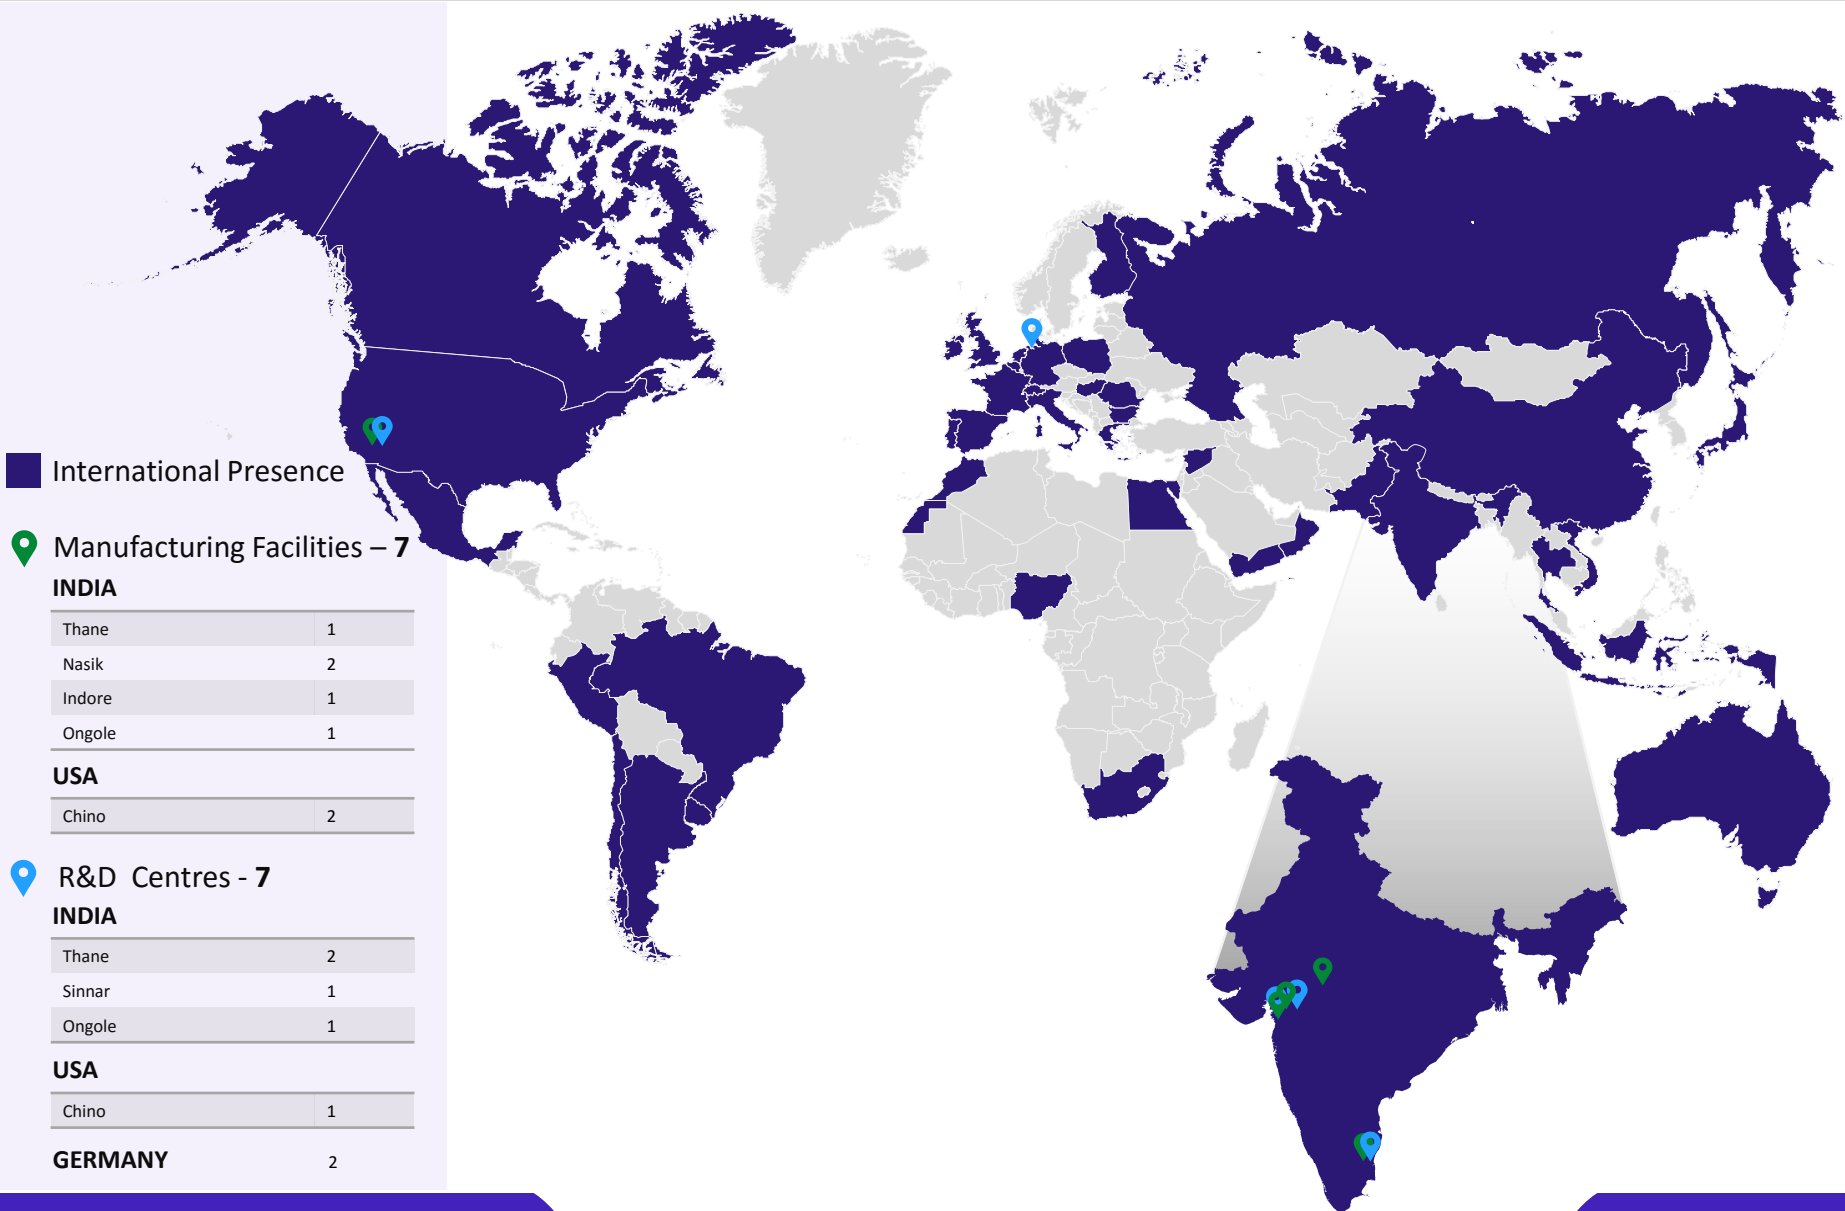 International Presence
Manufacturing Facilities – 7
INDIA
Thane 1
Nasik 2
Indore 1
Ongole 1
USA
Chino 2
R&D Centres - 7
INDIA
Thane 2
Sinnar 1
Ongole 1
USA
Chino 1
GERMANY 2